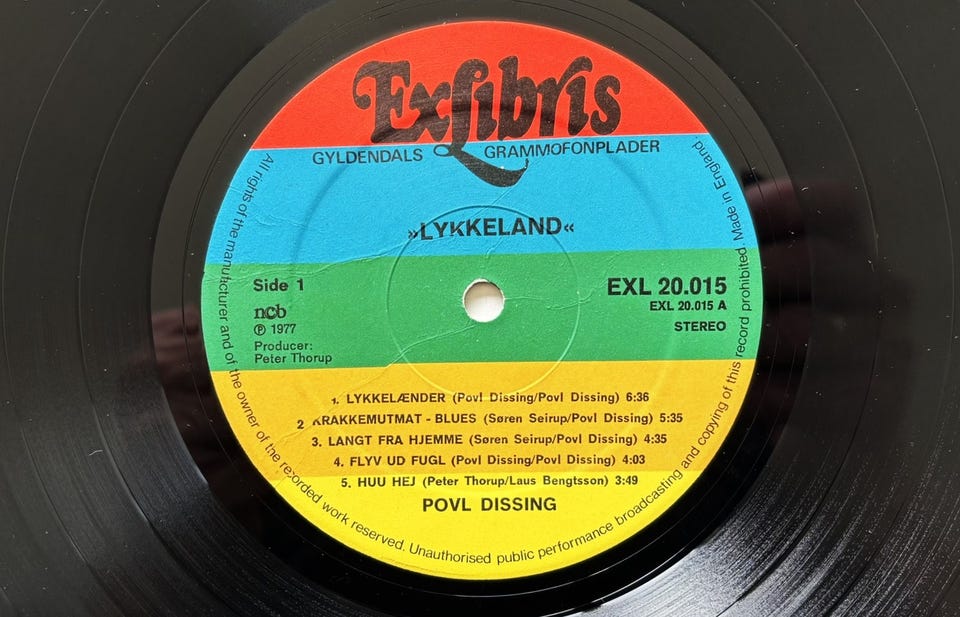 ExLibris
GYLDENDALS GRAMMOFONPLADER
»LYKKELAND«
Side 1
ncb
Ⓟ 1977
Producer:
Peter Thorup
EXL 20.015
EXL 20.015 A
STEREO
1. LYKKELÆNDER (Povl Dissing/Povl Dissing) 6:36
2 KRAKKEMUTMAT - BLUES (Søren Seirup/Povl Dissing) 5:35
3. LANGT FRA HJEMME (Søren Seirup/Povl Dissing) 4:35
4. FLYV UD FUGL (Povl Dissing/Povl Dissing) 4:03
5. HUU HEJ (Peter Thorup/Laus Bengtsson) 3:49
POVL DISSING
All rights of the manufacturer and of the owner of the recorded work reserved. Unauthorised public performance broadcasting and copying of this record prohibited. Made in England.